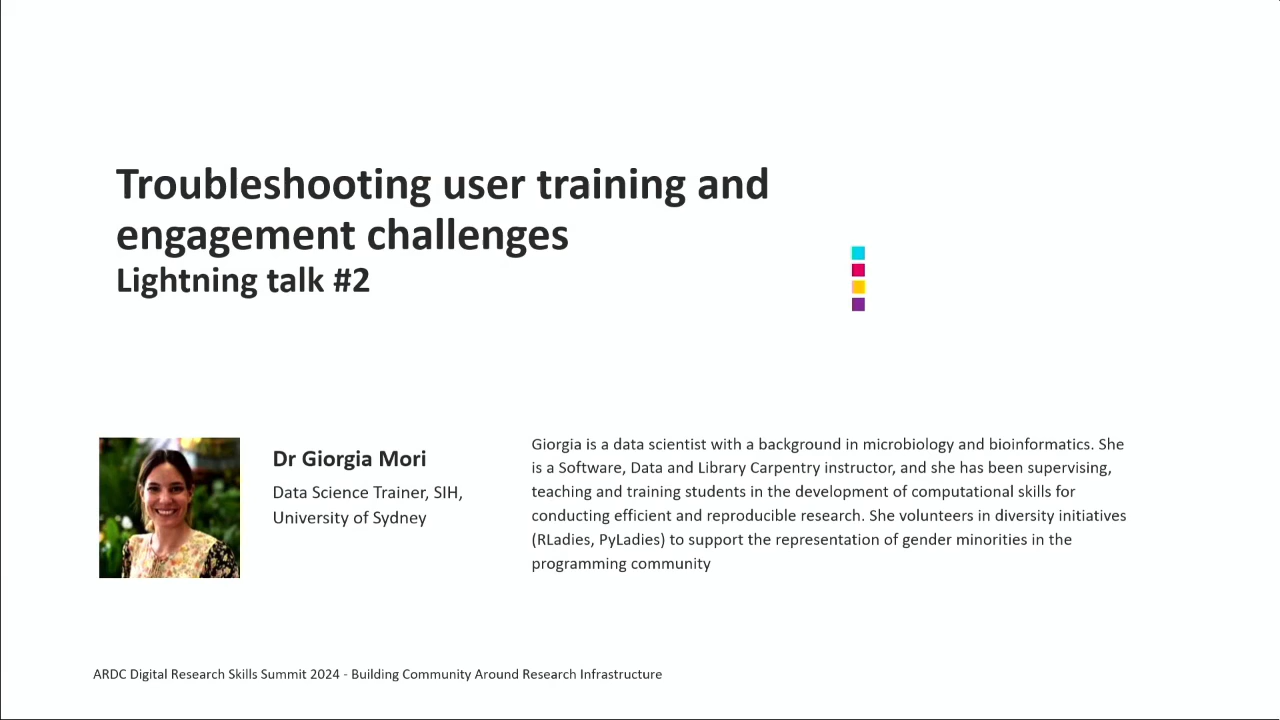 Troubleshooting user training and
engagement challenges
Lightning talk #2
Dr Giorgia Mori
Data Science Trainer, SIH,
University of Sydney
Giorgia is a data scientist with a background in microbiology and bioinformatics. She
is a Software, Data and Library Carpentry instructor, and she has been supervising,
teaching and training students in the development of computational skills for
conducting efficient and reproducible research. She volunteers in diversity initiatives
(RLadies, PyLadies) to support the representation of gender minorities in the
programming community
ARDC Digital Research Skills Summit 2024 - Building Community Around Research Infrastructure